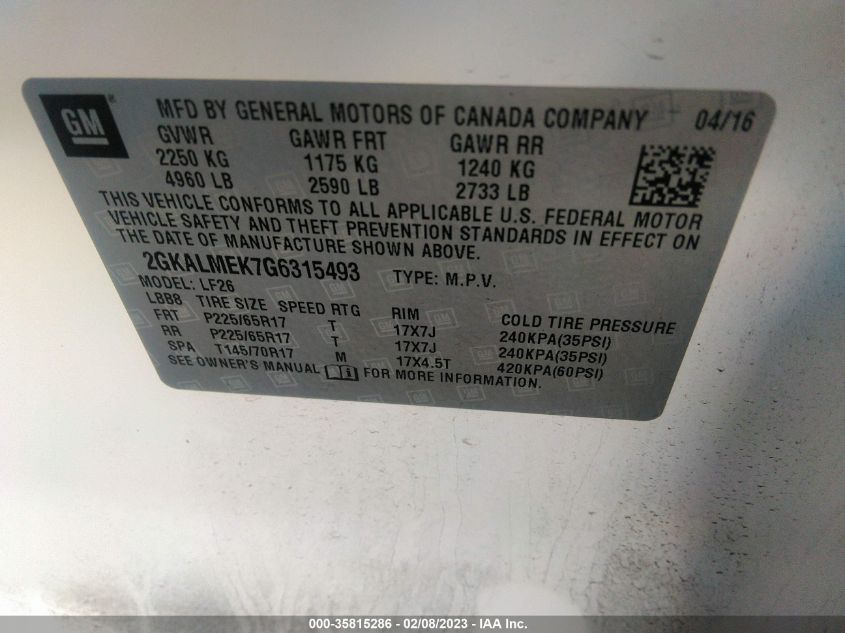 GM ®
MFD BY GENERAL MOTORS OF CANADA COMPANY 04/16
GVWR GAWR FRT GAWR RR
2250 KG 1175 KG 1240 KG
4960 LB 2590 LB 2733 LB
THIS VEHICLE CONFORMS TO ALL APPLICABLE U.S. FEDERAL MOTOR
VEHICLE SAFETY AND THEFT PREVENTION STANDARDS IN EFFECT ON
THE DATE OF MANUFACTURE SHOWN ABOVE.
2GKALMEK7G6315493 TYPE: M.P.V.
MODEL: LF26
LBB8 TIRE SIZE SPEED RTG RIM COLD TIRE PRESSURE
FRT P225/65R17 T 17X7J 240KPA(35PSI)
RR P225/65R17 T 17X7J 240KPA(35PSI)
SPA T145/70R17 M 17X4.5T 420KPA(60PSI)
SEE OWNER'S MANUAL i FOR MORE INFORMATION.
000-35815286 - 02/08/2023 - IAA Inc.